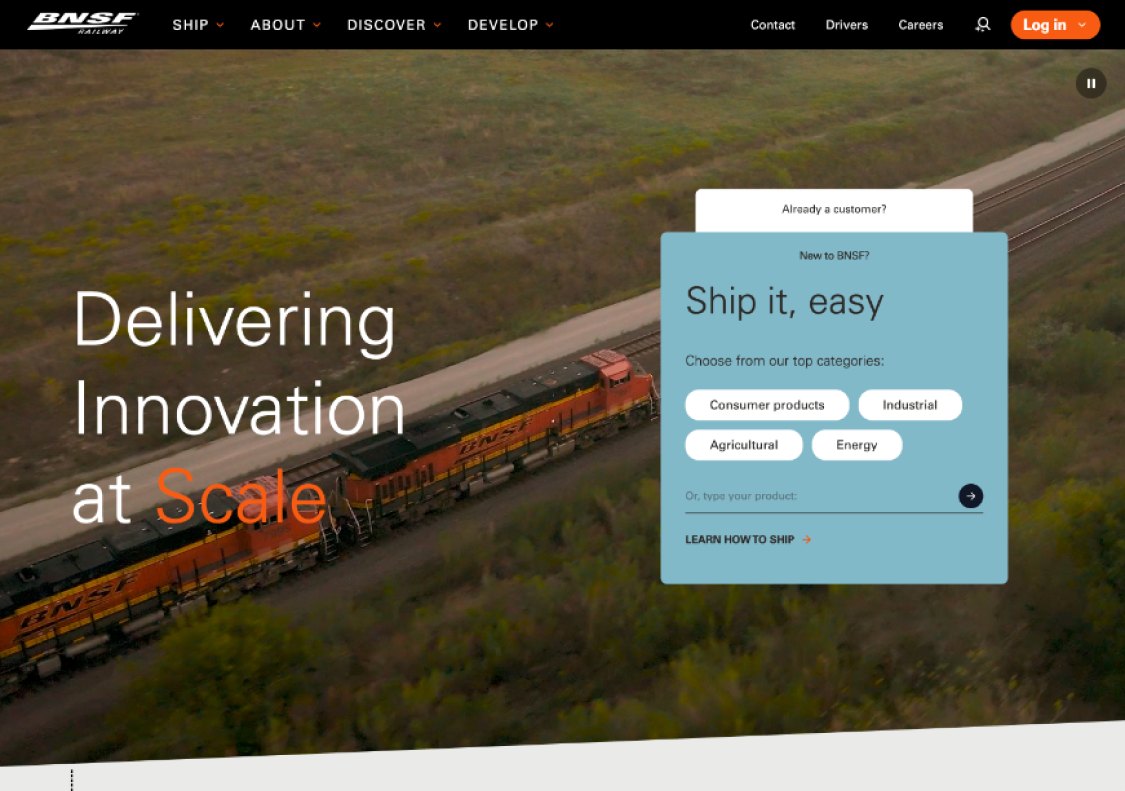 BNSF
RAILWAY
SHIP
ABOUT
DISCOVER
DEVELOP
Contact
Drivers
Careers
Log in
Already a customer?
New to BNSF?
Ship it, easy
Choose from our top categories:
Consumer products
Industrial
Agricultural
Energy
Or, type your product:
LEARN HOW TO SHIP
Delivering
Innovation
at Scale
BNSF
BNSF